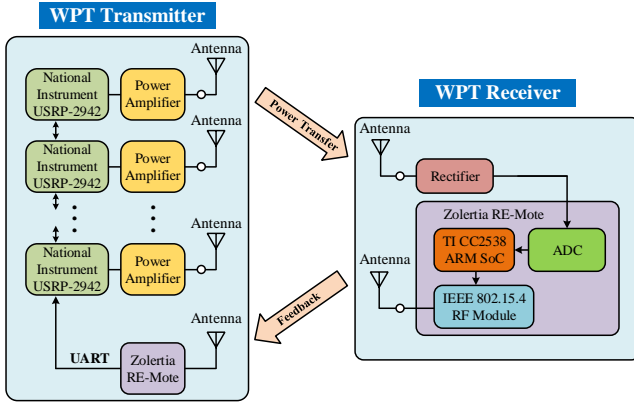 WPT Transmitter
Antenna
National
Instrument
USRP-2942
Power
Amplifier
Antenna
National
Instrument
USRP-2942
Power
Amplifier
Antenna
National
Instrument
USRP-2942
Power
Amplifier
Antenna
UART
Zolertia
RE-Mote
Power Transfer
Feedback
WPT Receiver
Antenna
Rectifier
Zolertia RE-Mote
TI CC2538
ARM SoC
ADC
Antenna
IEEE 802.15.4
RF Module